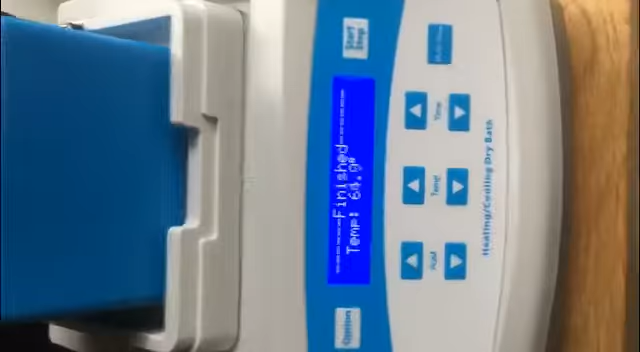 ----Finished----
Temp: 64.9°
Start
Stop
Option
Time
Temp
Heating/Cooling Dry Bath